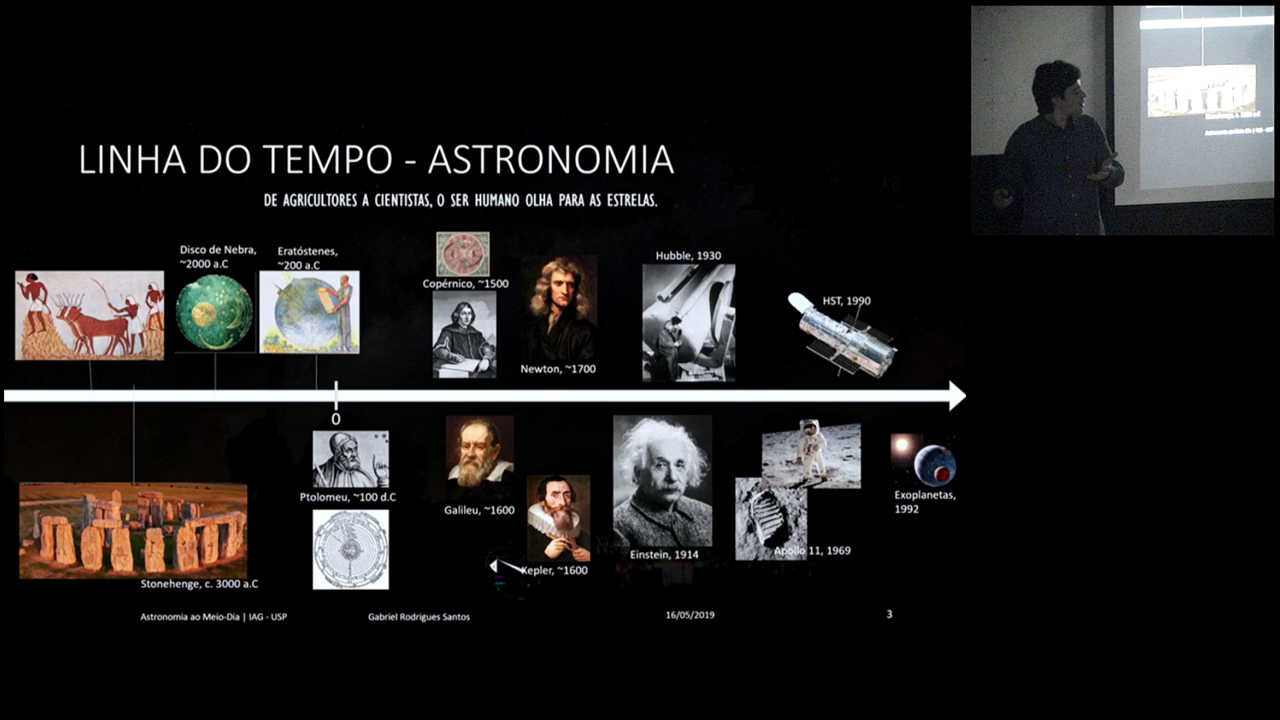 LINHA DO TEMPO - ASTRONOMIA
DE AGRICULTORES A CIENTISTAS, O SER HUMANO OLHA PARA AS ESTRELAS.
Disco de Nebra,
~2000 a.C
Eratóstenes,
~200 a.C
Copérnico, ~1500
Newton, ~1700
Hubble, 1930
HST, 1990
0
Ptolomeu, ~100 d.C
Galileu, ~1600
Kepler, ~1600
Einstein, 1914
Apollo 11, 1969
Exoplanetas,
1992
Stonehenge, c. 3000 a.C
Astronomia ao Meio-Dia | IAG - USP
Gabriel Rodrigues Santos
16/05/2019
3